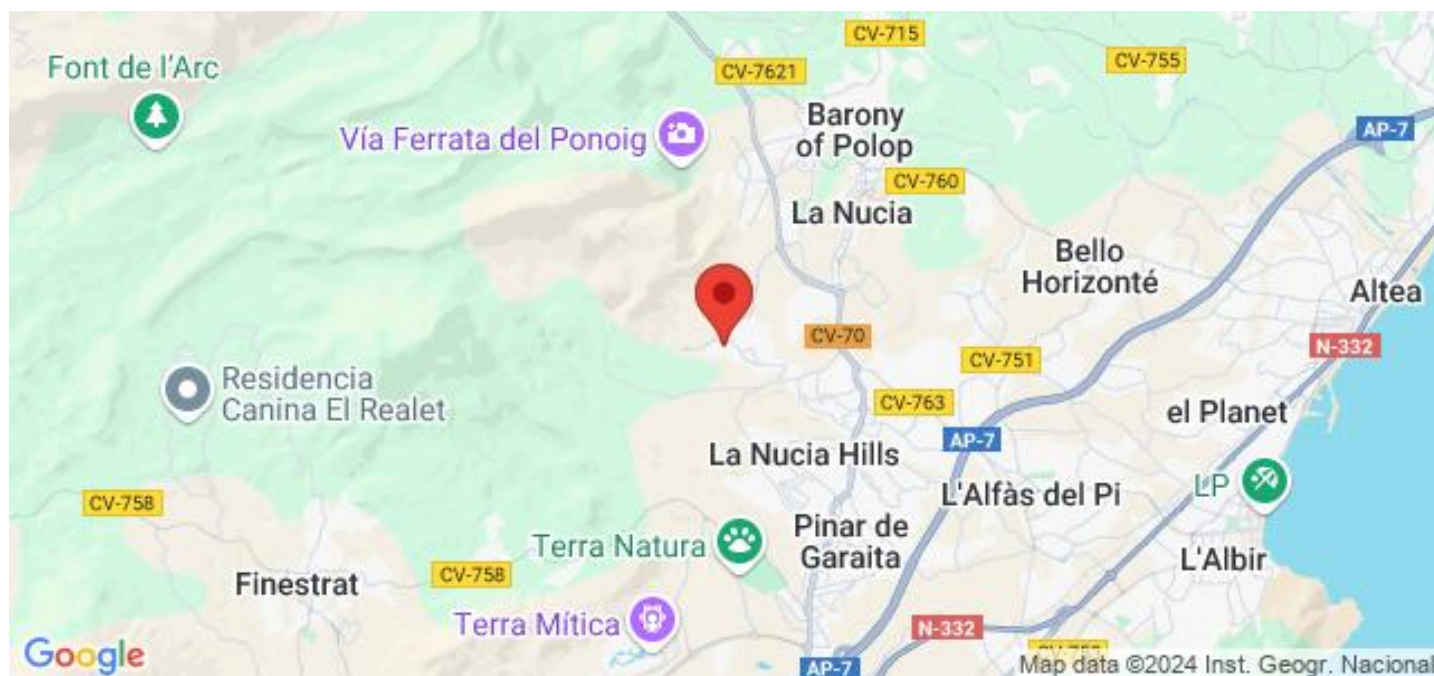 CV-715
CV-755
Font de l'Arc
CV-7621
Barony
of Polop
AP-7
Vía Ferrata del Ponoig
CV-760
La Nucia
Bello
Horizonté
Altea
CV-70
N-332
CV-751
Residencia
Canina El Realet
CV-763
el Planet
AP-7
La Nucia Hills
LP
L'Alfàs del Pi
CV-758
Pinar de
Garaita
Terra Natura
L'Albir
CV-758
Finestrat
Terra Mítica
N-332
Google
AP-7
Map data ©2024 Inst. Geogr. Nacional